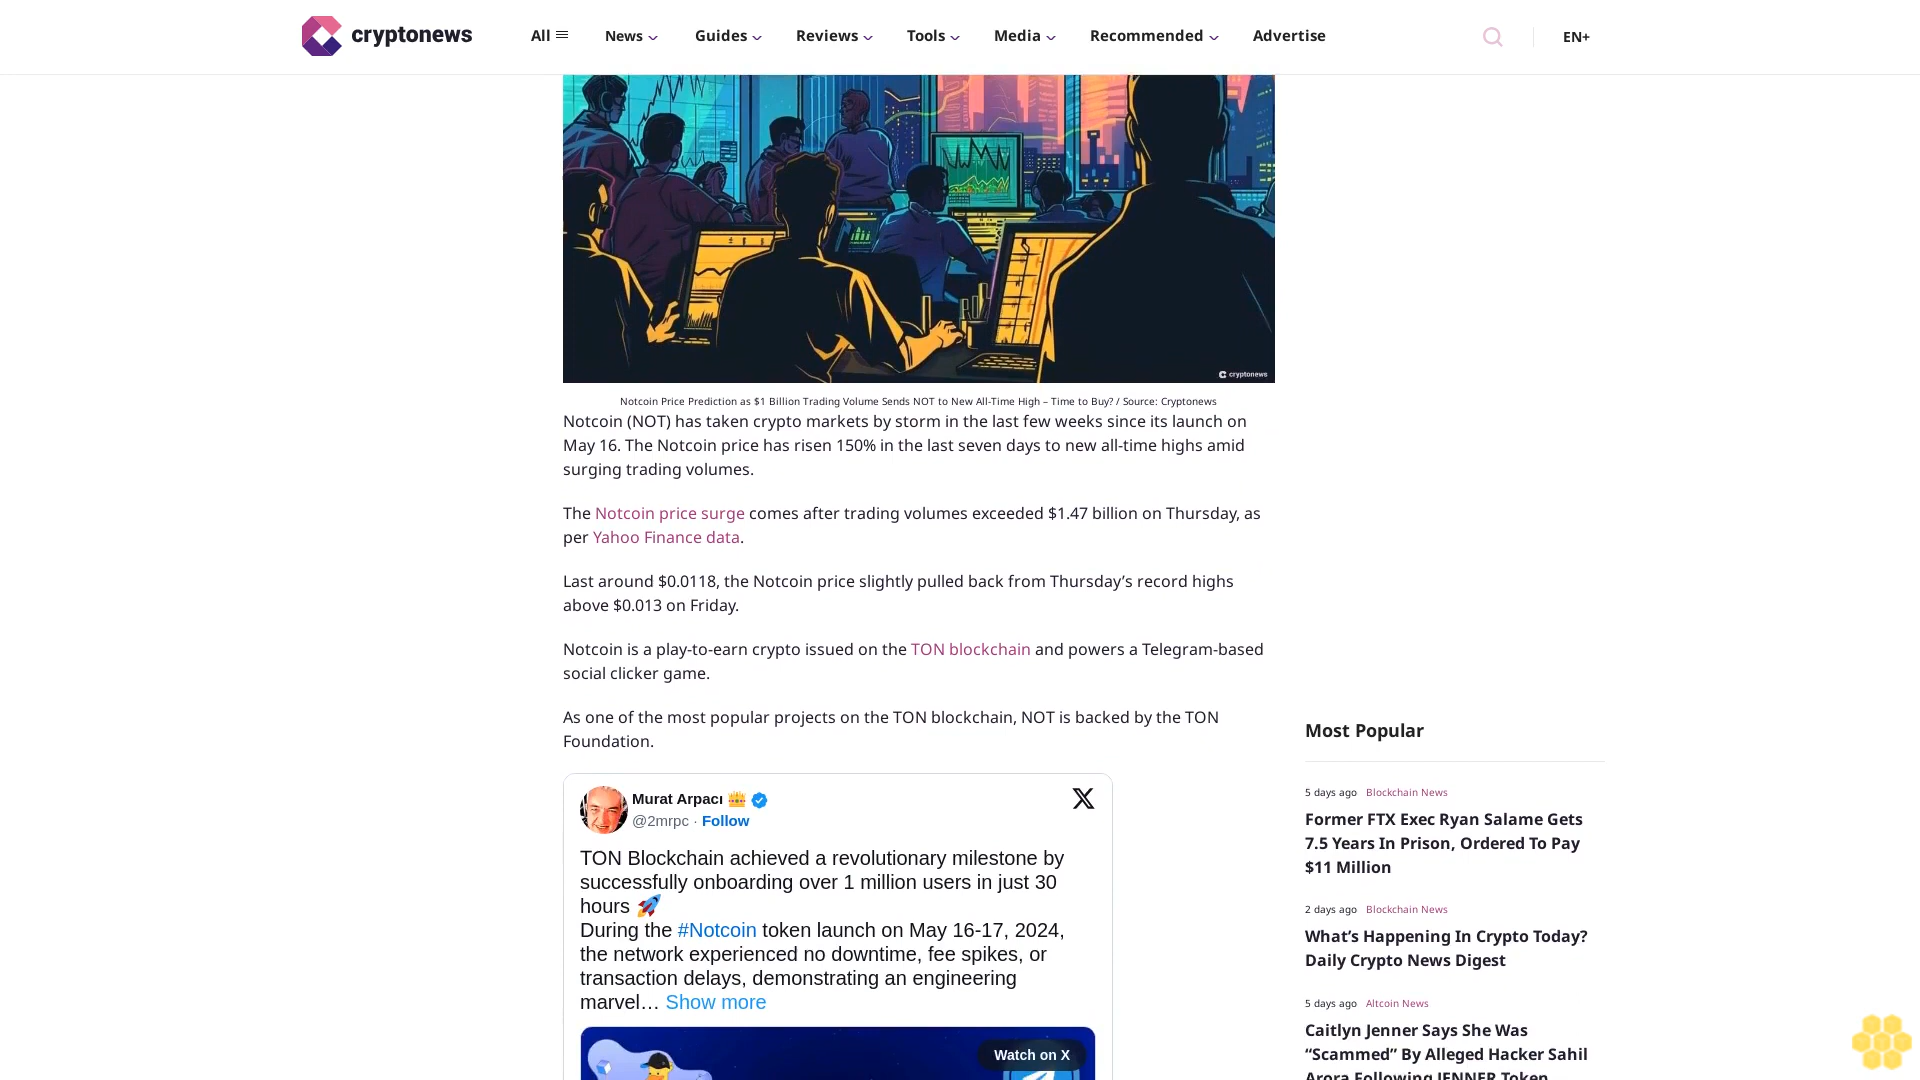 cryptonews
All
News
Guides
Reviews
Tools
Media
Recommended
Advertise
EN+
cryptonews
Notcoin Price Prediction as $1 Billion Trading Volume Sends NOT to New All-Time High – Time to Buy? / Source: Cryptonews
Notcoin (NOT) has taken crypto markets by storm in the last few weeks since its launch on
May 16. The Notcoin price has risen 150% in the last seven days to new all-time highs amid
surging trading volumes.
The Notcoin price surge comes after trading volumes exceeded $1.47 billion on Thursday, as
per Yahoo Finance data.
Last around $0.0118, the Notcoin price slightly pulled back from Thursday’s record highs
above $0.013 on Friday.
Notcoin is a play-to-earn crypto issued on the TON blockchain and powers a Telegram-based
social clicker game.
As one of the most popular projects on the TON blockchain, NOT is backed by the TON
Foundation.
Murat Arpacı 👑
@2mrpc · Follow
TON Blockchain achieved a revolutionary milestone by
successfully onboarding over 1 million users in just 30
hours 🚀
During the #Notcoin token launch on May 16-17, 2024,
the network experienced no downtime, fee spikes, or
transaction delays, demonstrating an engineering
marvel… Show more
Watch on X
Most Popular
5 days ago Blockchain News
Former FTX Exec Ryan Salame Gets
7.5 Years In Prison, Ordered To Pay
$11 Million
2 days ago Blockchain News
What’s Happening In Crypto Today?
Daily Crypto News Digest
5 days ago Altcoin News
Caitlyn Jenner Says She Was
“Scammed” By Alleged Hacker Sahil
Arora Following JENNER Token